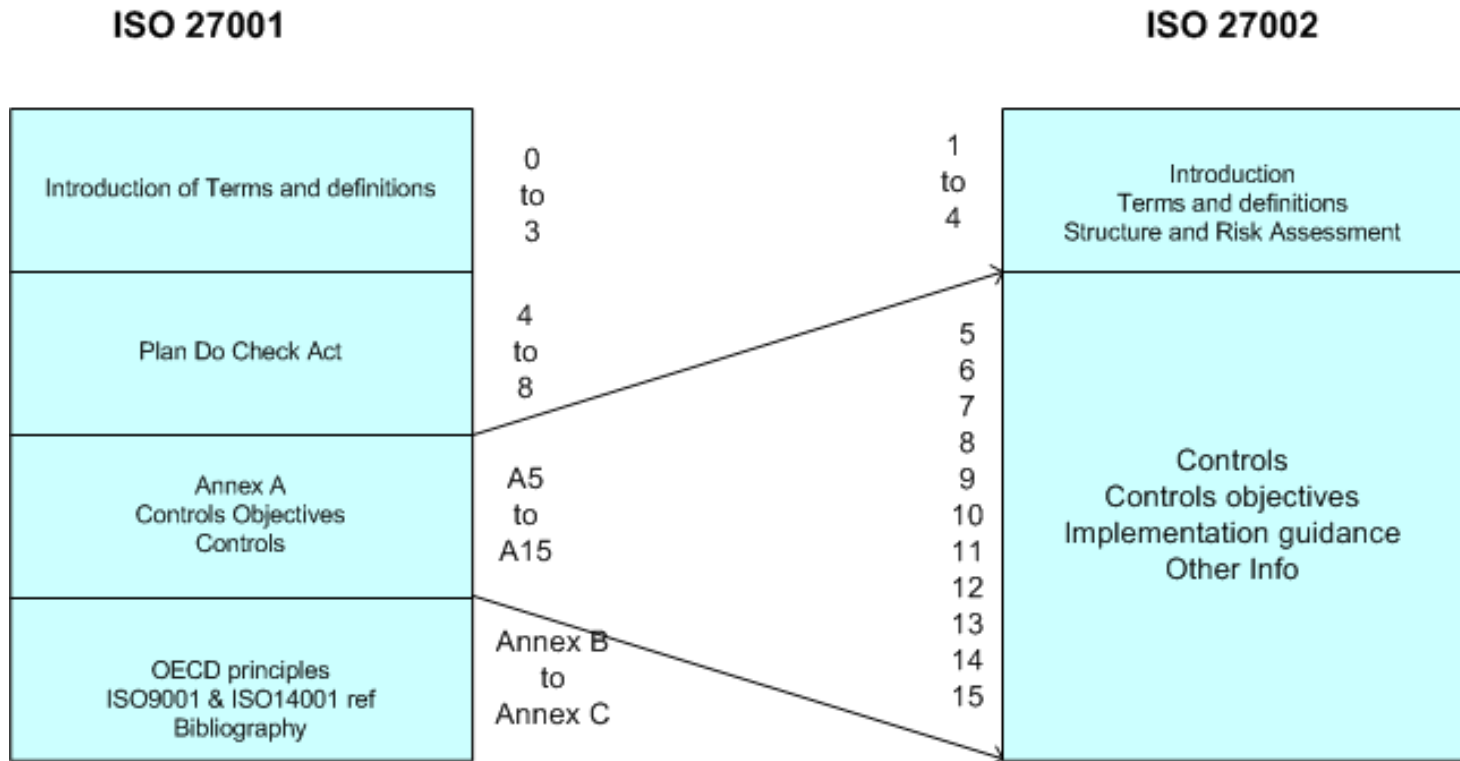 ISO 27001
ISO 27002
Introduction of Terms and definitions
0
to
3
1
to
4
Introduction
Terms and definitions
Structure and Risk Assessment
Plan Do Check Act
4
to
8
Annex A
Controls Objectives
Controls
A5
to
A15
OECD principles
ISO9001 & ISO14001 ref
Bibliography
Annex B
to
Annex C
5
6
7
8
9
10
11
12
13
14
15
Controls
Controls objectives
Implementation guidance
Other Info